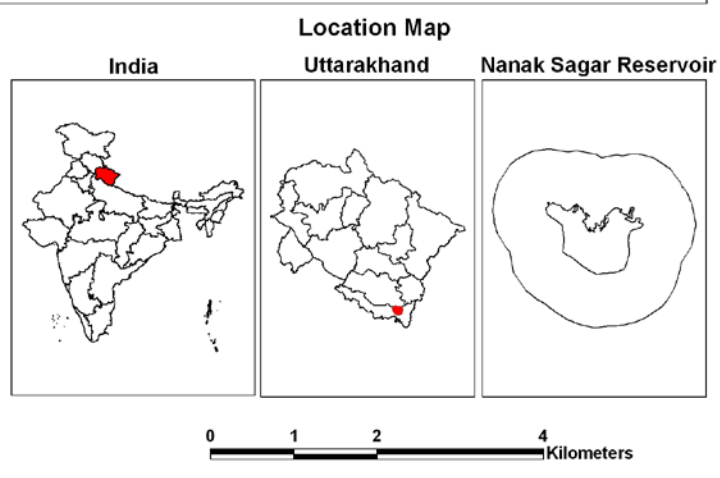 Location Map
India
Uttarakhand
Nanak Sagar Reservoir
0 1 2 4
Kilometers